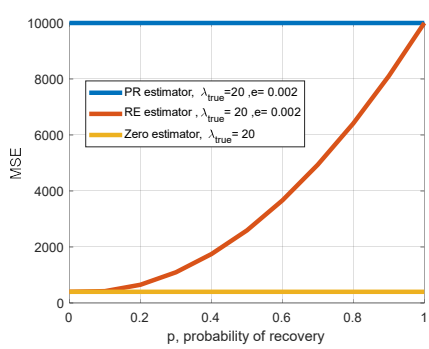 10000
8000
6000
4000
2000
0
MSE
PR estimator, λtrue=20 ,e= 0.002
RE estimator , λtrue= 20 ,e= 0.002
Zero estimator, λtrue= 20
0 0.2 0.4 0.6 0.8 1
p, probability of recovery